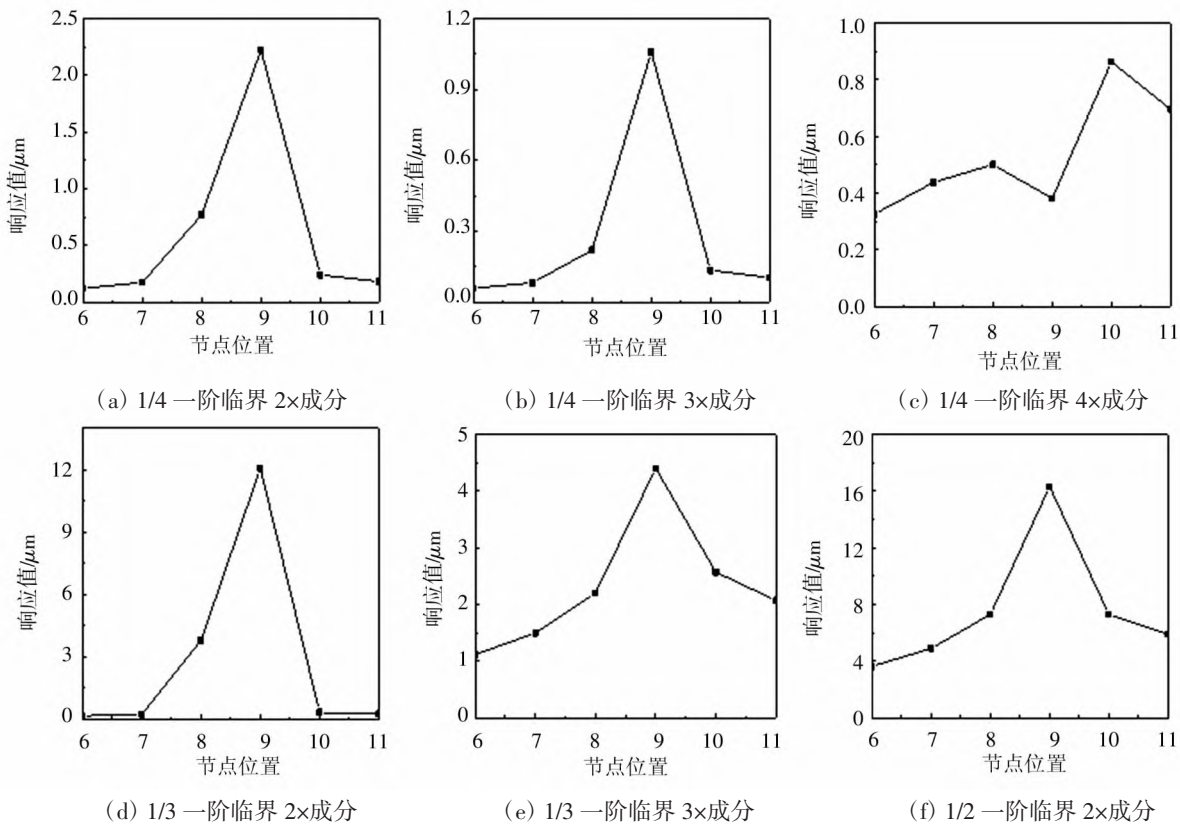 2.5
2.0
1.5
1.0
0.5
0.0
响应值/μm
6 7 8 9 10 11
节点位置
(a) 1/4 一阶临界 2×成分
1.2
0.9
0.6
0.3
0.0
响应值/μm
6 7 8 9 10 11
节点位置
(b) 1/4 一阶临界 3×成分
1.0
0.8
0.6
0.4
0.2
0.0
响应值/μm
6 7 8 9 10 11
节点位置
(c) 1/4 一阶临界 4×成分
12
9
6
3
0
响应值/μm
6 7 8 9 10 11
节点位置
(d) 1/3 一阶临界 2×成分
5
4
3
2
1
0
响应值/μm
6 7 8 9 10 11
节点位置
(e) 1/3 一阶临界 3×成分
20
16
12
8
4
0
响应值/μm
6 7 8 9 10 11
节点位置
(f) 1/2 一阶临界 2×成分